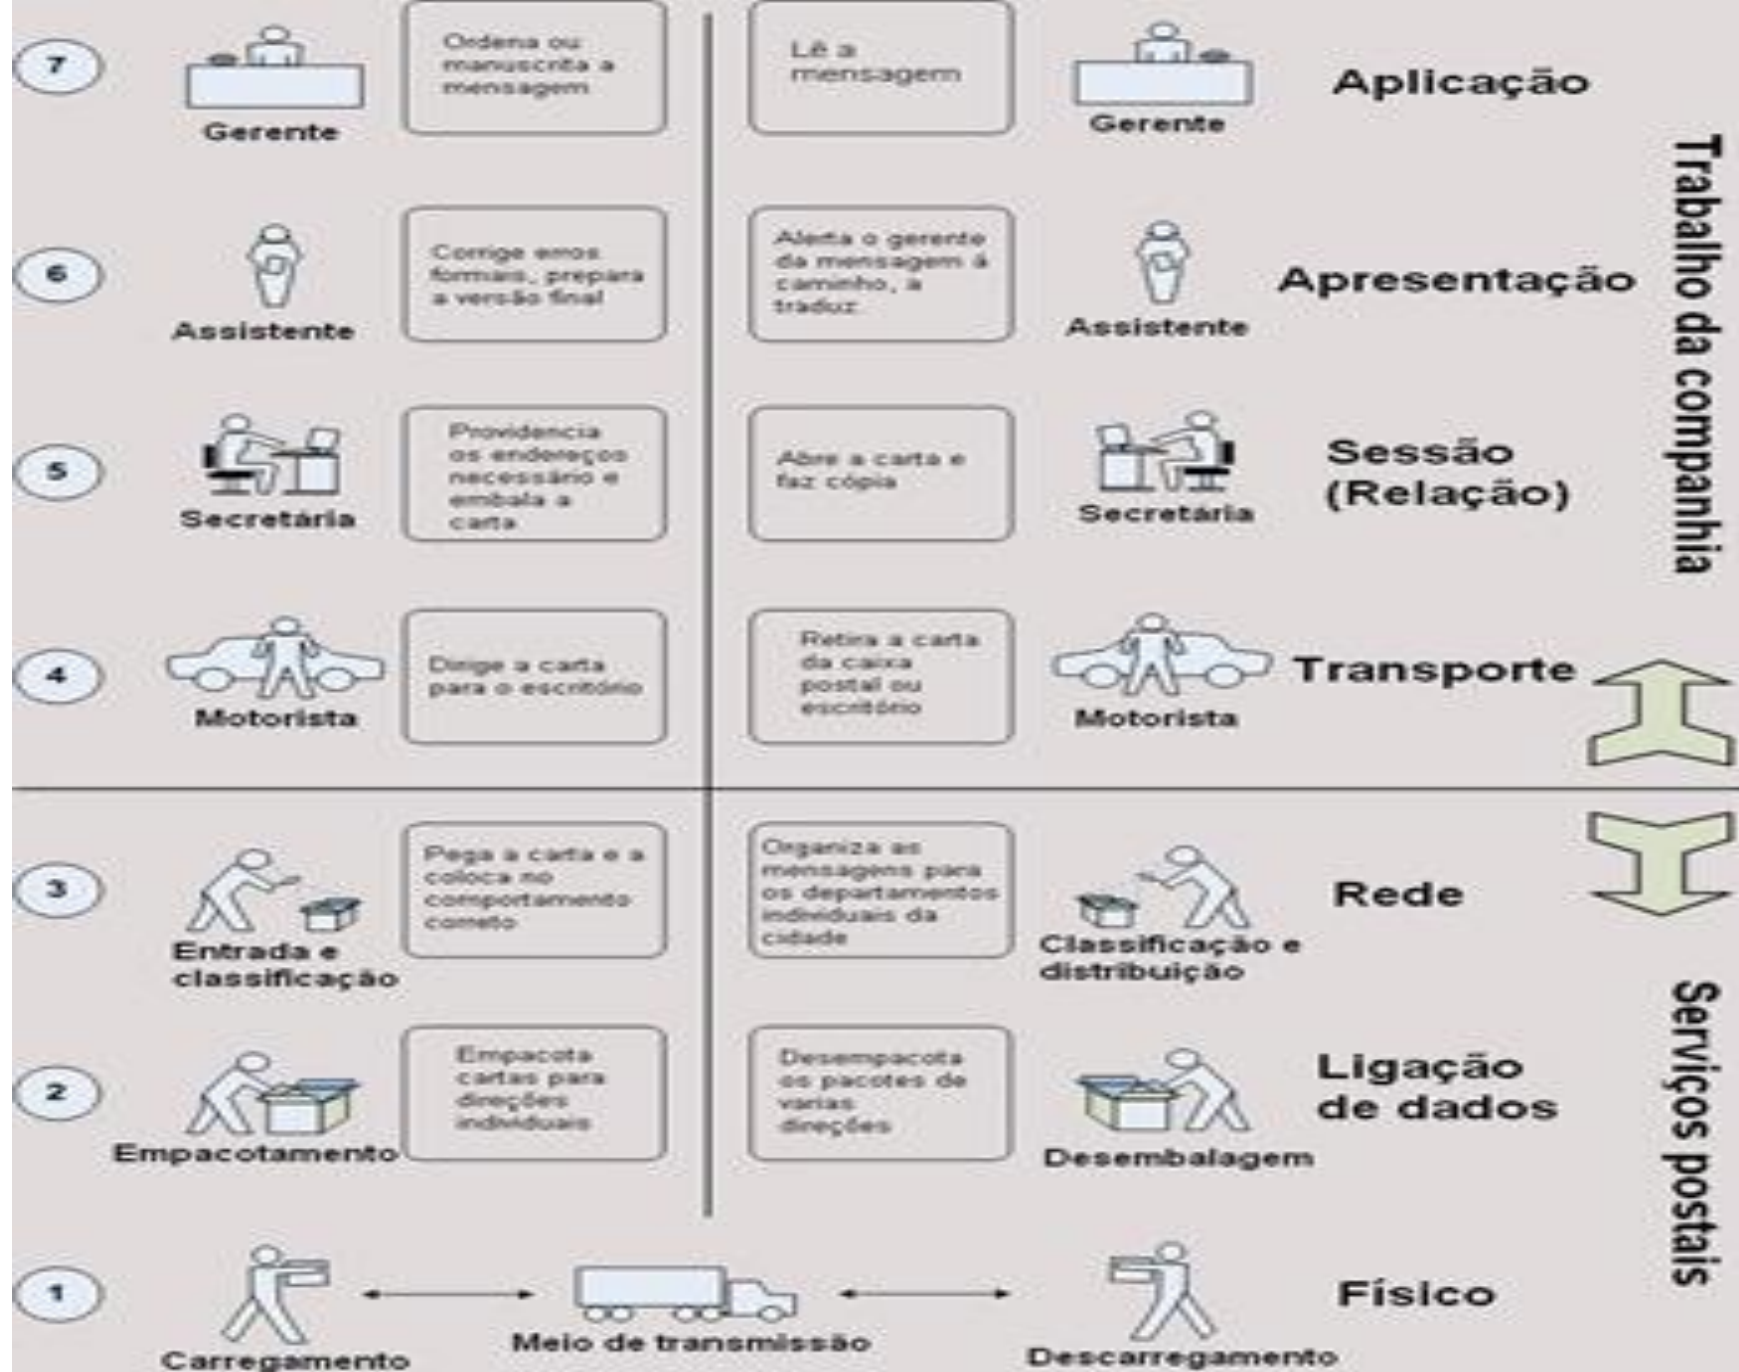 7
Gerente
Ordena ou
manuscrita a
mensagem
Lê a
mensagem
Gerente
Aplicação
6
Assistente
Corrige erros
formais, prepara
a versão final
Alerta o gerente
da mensagem á
caminho, a
traduz.
Assistente
Apresentação
5
Secretária
Providencia
os endereços
necessário e
embala a
carta
Abre a carta e
faz cópia
Secretária
Sessão
(Relação)
4
Motorista
Dirige a carta
para o escritório
Retira a carta
da caixa
postal ou
escritório
Motorista
Transporte
Trabalho da companhia
3
Entrada e
classificação
Pega a carta e a
coloca no
comportamento
correto
Organiza as
mensagens para
os departamentos
individuais da
cidade
Classificação e
distribuição
Rede
2
Empacotamento
Empacota
cartas para
direções
individuais
Desempacota
os pacotes de
varias
direções
Desembalagem
Ligação
de dados
1
Carregamento
Meio de transmissão
Descarregamento
Físico
Serviços postais